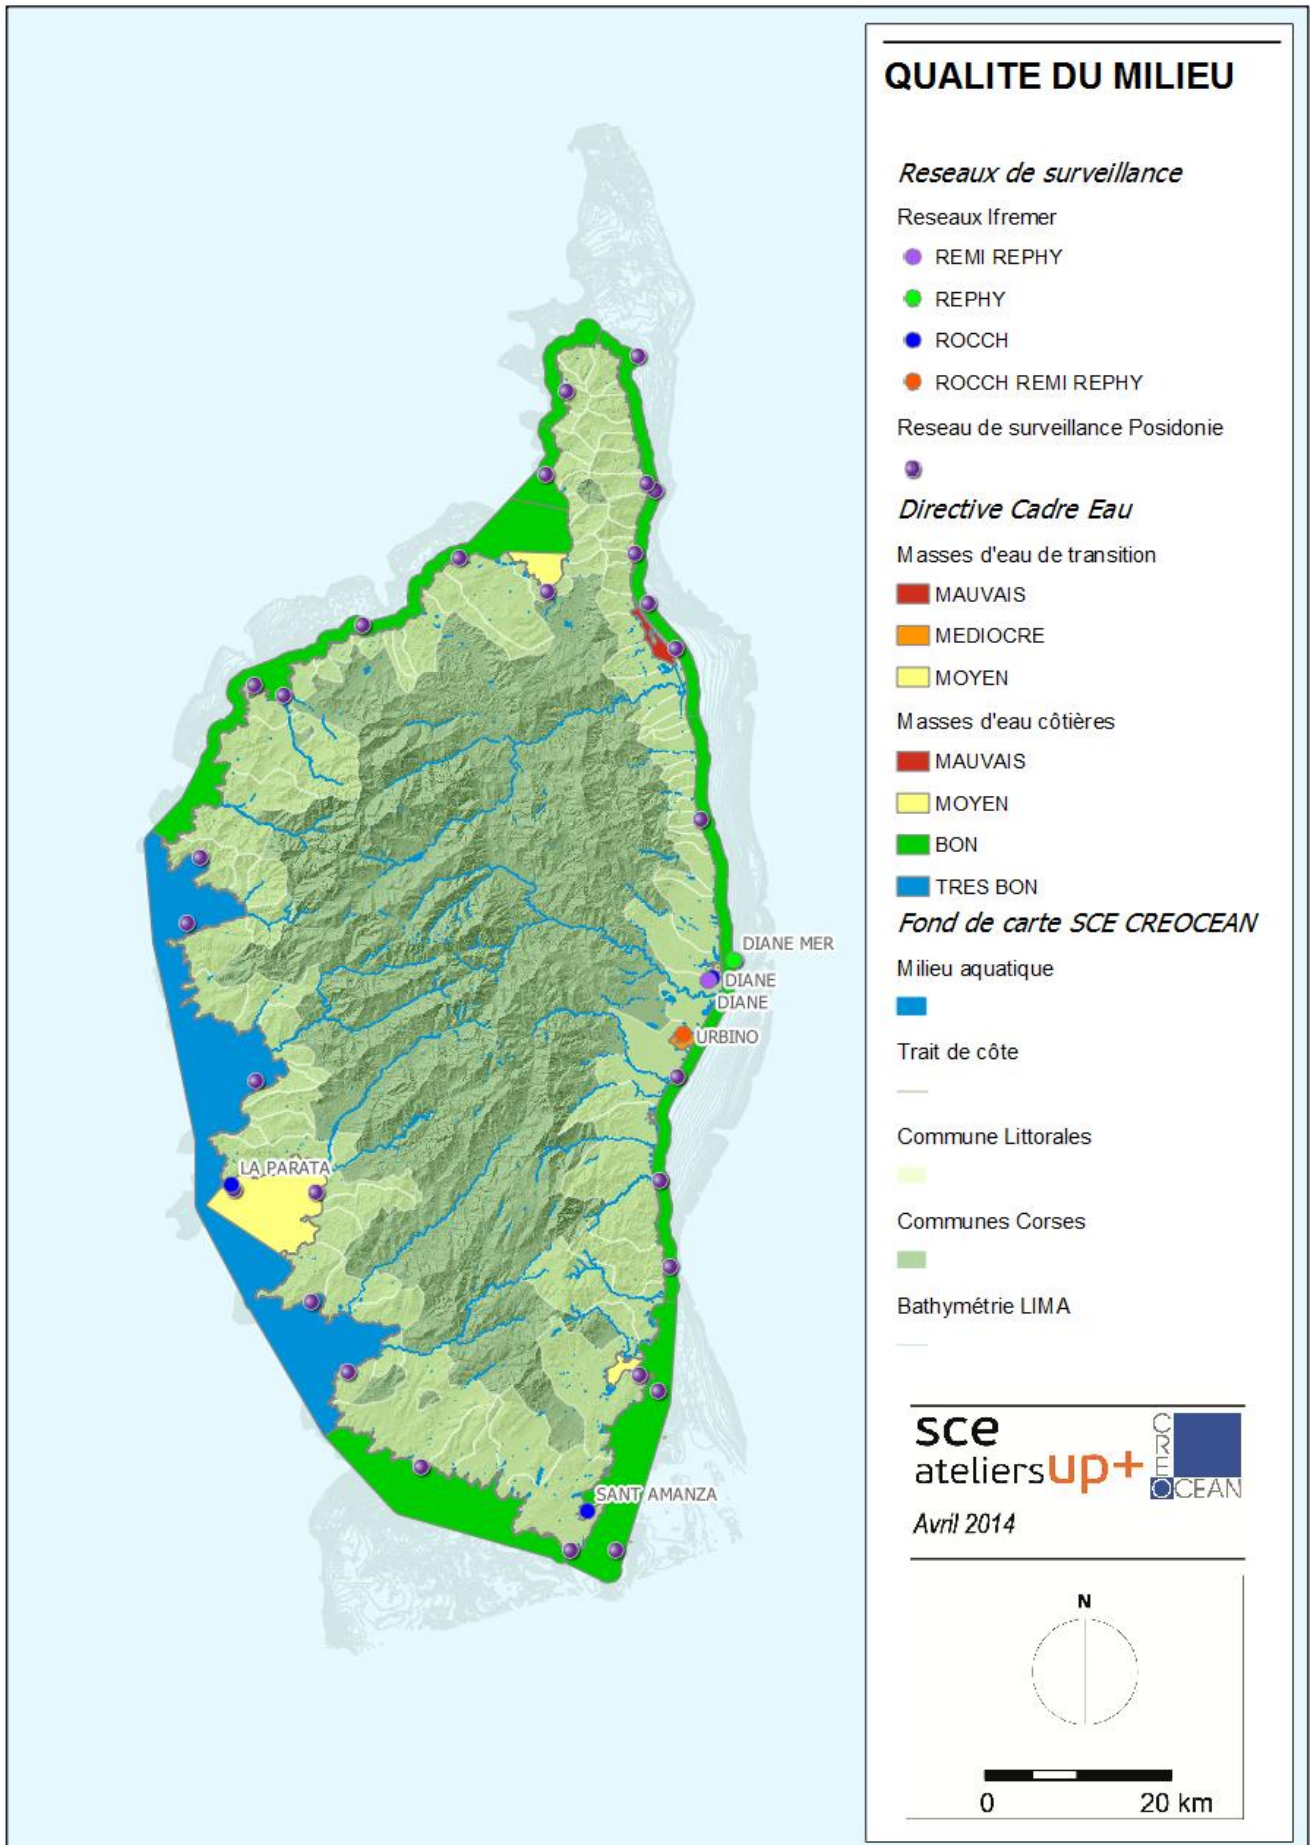 DIANE MER
DIANE
DIANE
URBINO
LA PARATA
SANT AMANZA
QUALITE DU MILIEU
Reseaux de surveillance
Reseaux Ifremer
REMI REPHY
REPHY
ROCCH
ROCCH REMI REPHY
Reseau de surveillance Posidonie
Directive Cadre Eau
Masses d'eau de transition
MAUVAIS
MEDIOCRE
MOYEN
Masses d'eau côtières
MAUVAIS
MOYEN
BON
TRES BON
Fond de carte SCE CREOCEAN
Milieu aquatique
Trait de côte
Commune Littorales
Communes Corses
Bathymétrie LIMA
sce
ateliersup+
CREOCEAN
Avril 2014
N
0 20 km